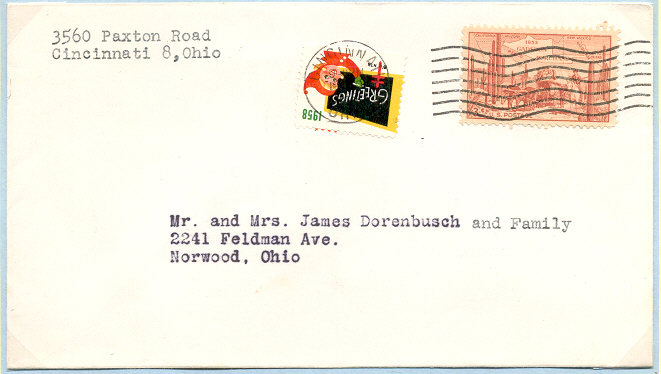 3560 Paxton Road
Cincinnati 8, Ohio
GREETINGS
1958
U.S. POSTAGE
Mr. and Mrs. James Dorenbusch and Family
2241 Feldman Ave.
Norwood, Ohio